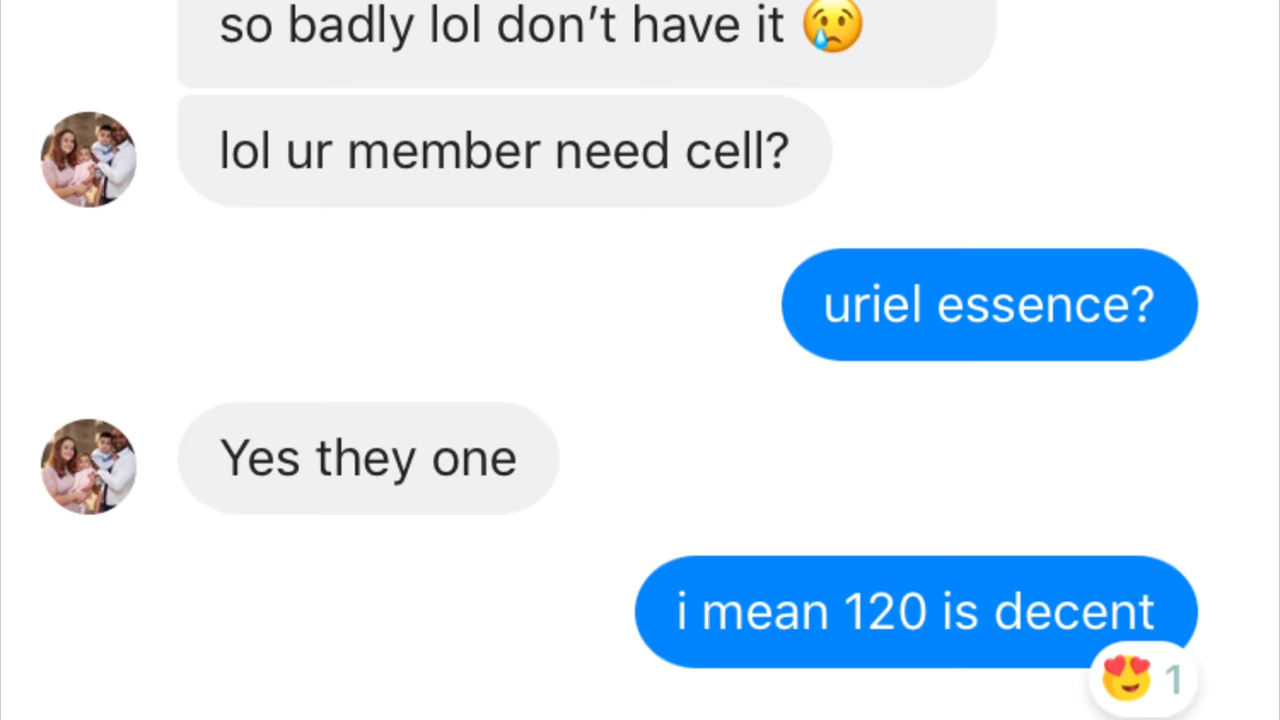 so badly lol don’t have it 😢
lol ur member need cell?
uriel essence?
Yes they one
i mean 120 is decent
😍 1